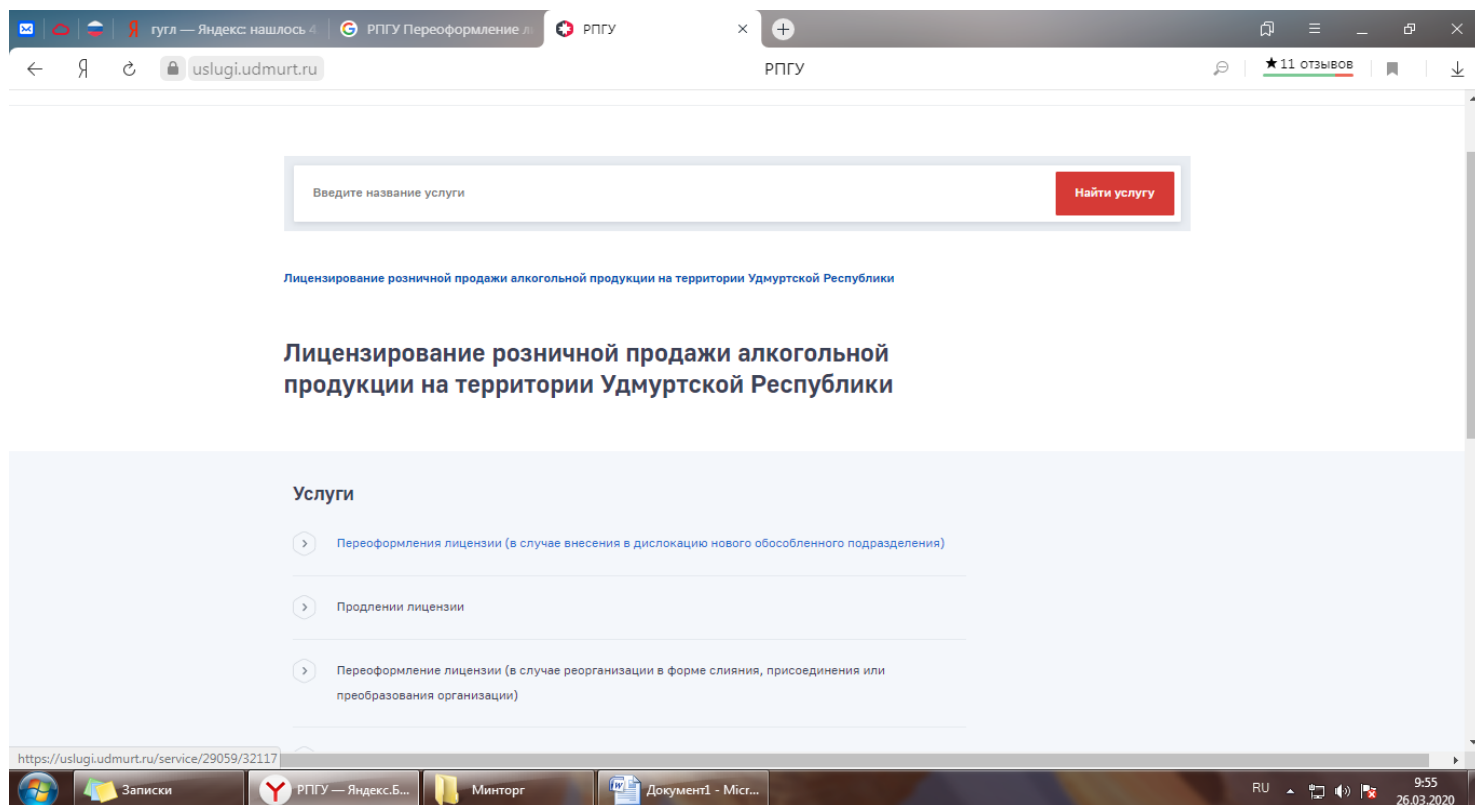 гугл — Яндекс: нашлось 4
РПГУ Переоформление л
РПГУ
Я
uslugi.udmurt.ru
РПГУ
★11 отзывов
Введите название услуги
Найти услугу
Лицензирование розничной продажи алкогольной продукции на территории Удмуртской Республики
Лицензирование розничной продажи алкогольной
продукции на территории Удмуртской Республики
Услуги
Переоформления лицензии (в случае внесения в дислокацию нового обособленного подразделения)
Продлении лицензии
Переоформление лицензии (в случае реорганизации в форме слияния, присоединения или
преобразования организации)
https://uslugi.udmurt.ru/service/29059/32117
Записки
РПГУ — Яндекс.Б...
Минторг
Документ1 - Micr...
RU
9:55
26.03.2020